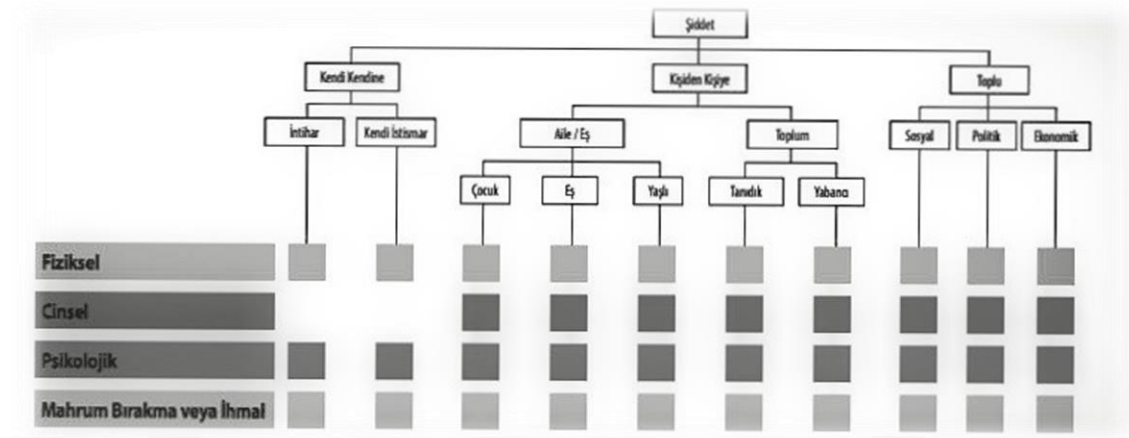 Şiddet
Kendi Kendine
Kişiden Kişiye
Toplu
İntihar
Kendi İstismar
Aile / Eş
Toplum
Sosyal
Politik
Ekonomik
Çocuk
Eş
Yaşlı
Tanıdık
Yabancı
Fiziksel
Cinsel
Psikolojik
Mahrum Bırakma veya İhmal